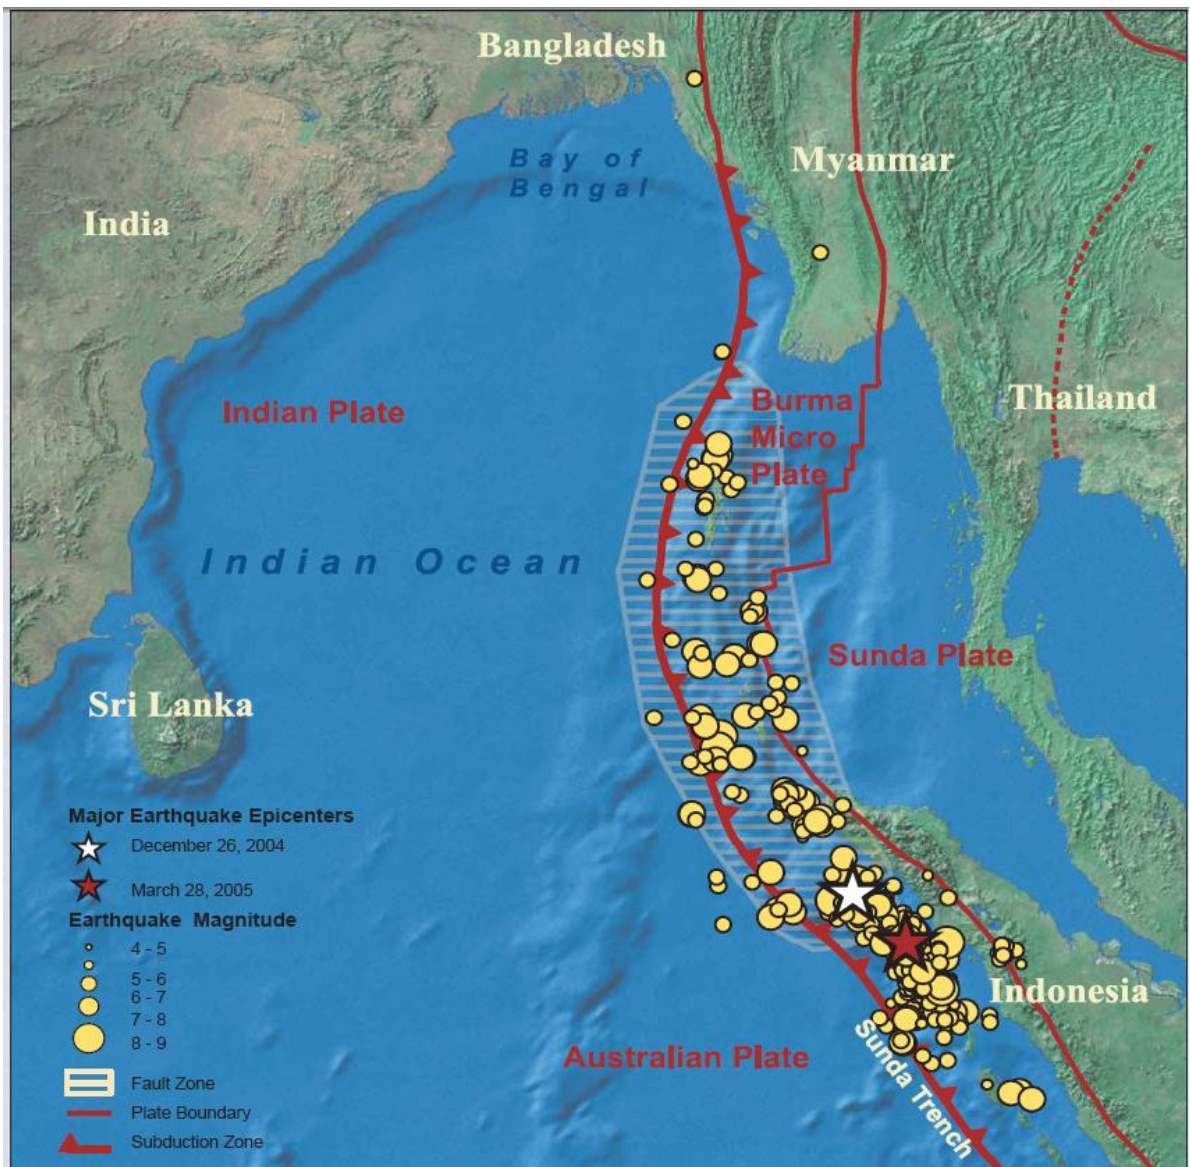 Bangladesh
Bay of
Bengal
Myanmar
India
Indian Plate
Burma
Micro
Plate
Thailand
Indian Ocean
Sunda Plate
Sri Lanka
Major Earthquake Epicenters
December 26, 2004
March 28, 2005
Earthquake Magnitude
4 - 5
5 - 6
6 - 7
7 - 8
8 - 9
Fault Zone
Plate Boundary
Subduction Zone
Indonesia
Australian Plate
Sunda Trench